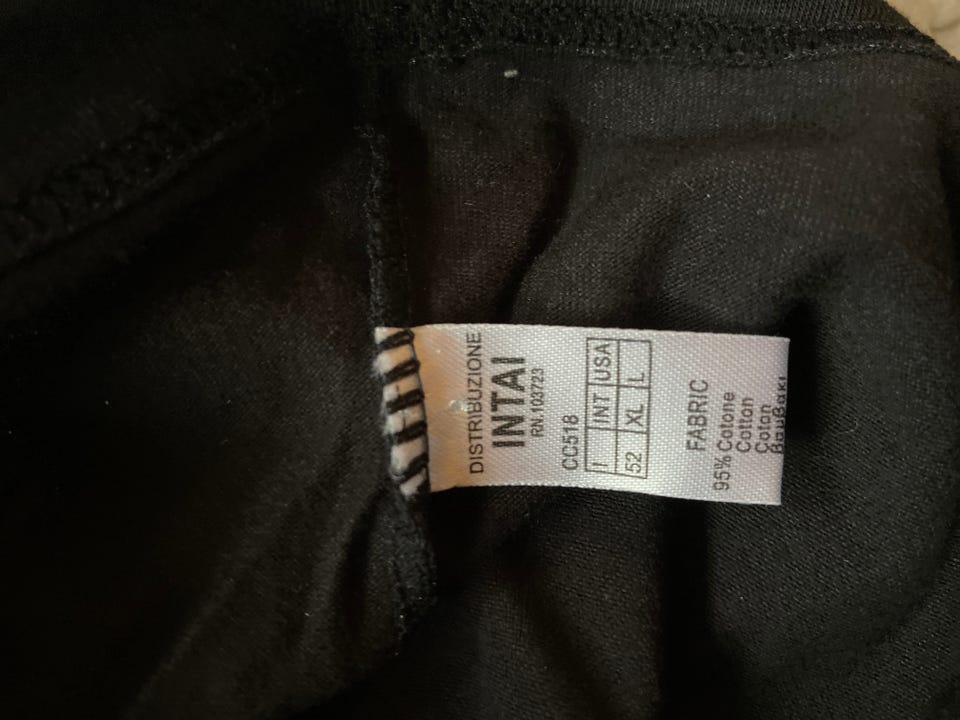 DISTRIBUZIONE
INTAI
RN.103723
CC518
I INT USA
52 XL L
FABRIC
95% Cotone
Cotton
Coton